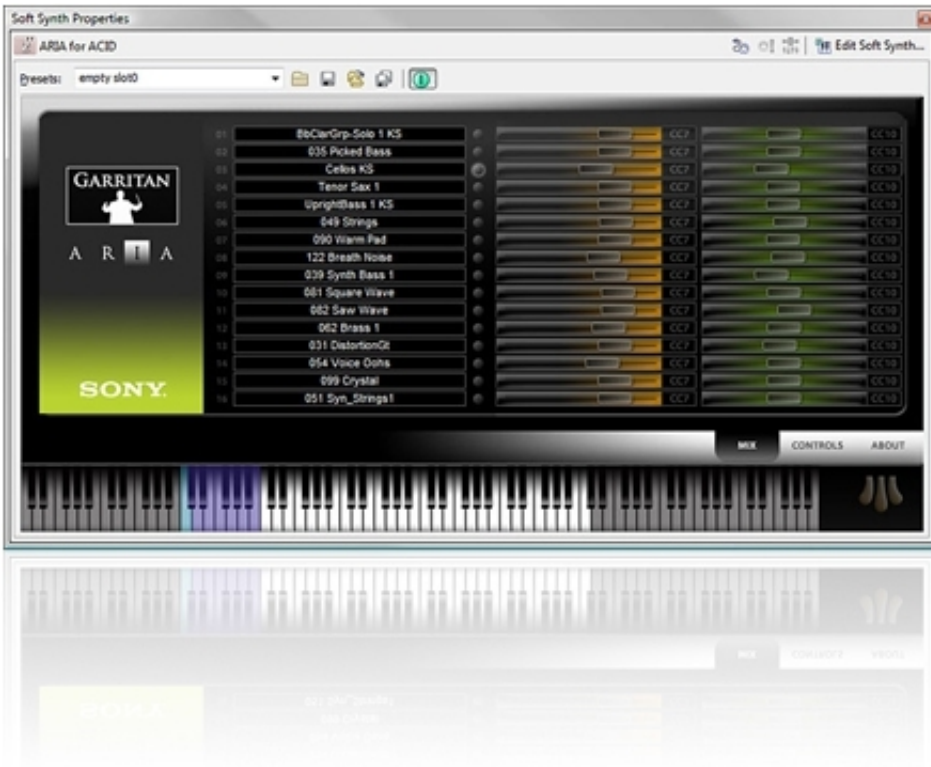 Soft Synth Properties
ARIA for ACID
Edit Soft Synth...
Presets: empty slot0
GARRITAN
A R I A
SONY.
01 BbClarGrp-Solo 1 KS CC7 CC10
02 035 Picked Bass CC7 CC10
03 Cellos KS CC7 CC10
04 Tenor Sax 1 CC7 CC10
05 UprightBass 1 KS CC7 CC10
06 049 Strings CC7 CC10
07 090 Warm Pad CC7 CC10
08 122 Breath Noise CC7 CC10
09 039 Synth Bass 1 CC7 CC10
10 081 Square Wave CC7 CC10
11 082 Saw Wave CC7 CC10
12 062 Brass 1 CC7 CC10
13 031 DistortionGt CC7 CC10
14 054 Voice Oohs CC7 CC10
15 099 Crystal CC7 CC10
16 051 Syn_Strings1 CC7 CC10
MIX CONTROLS ABOUT